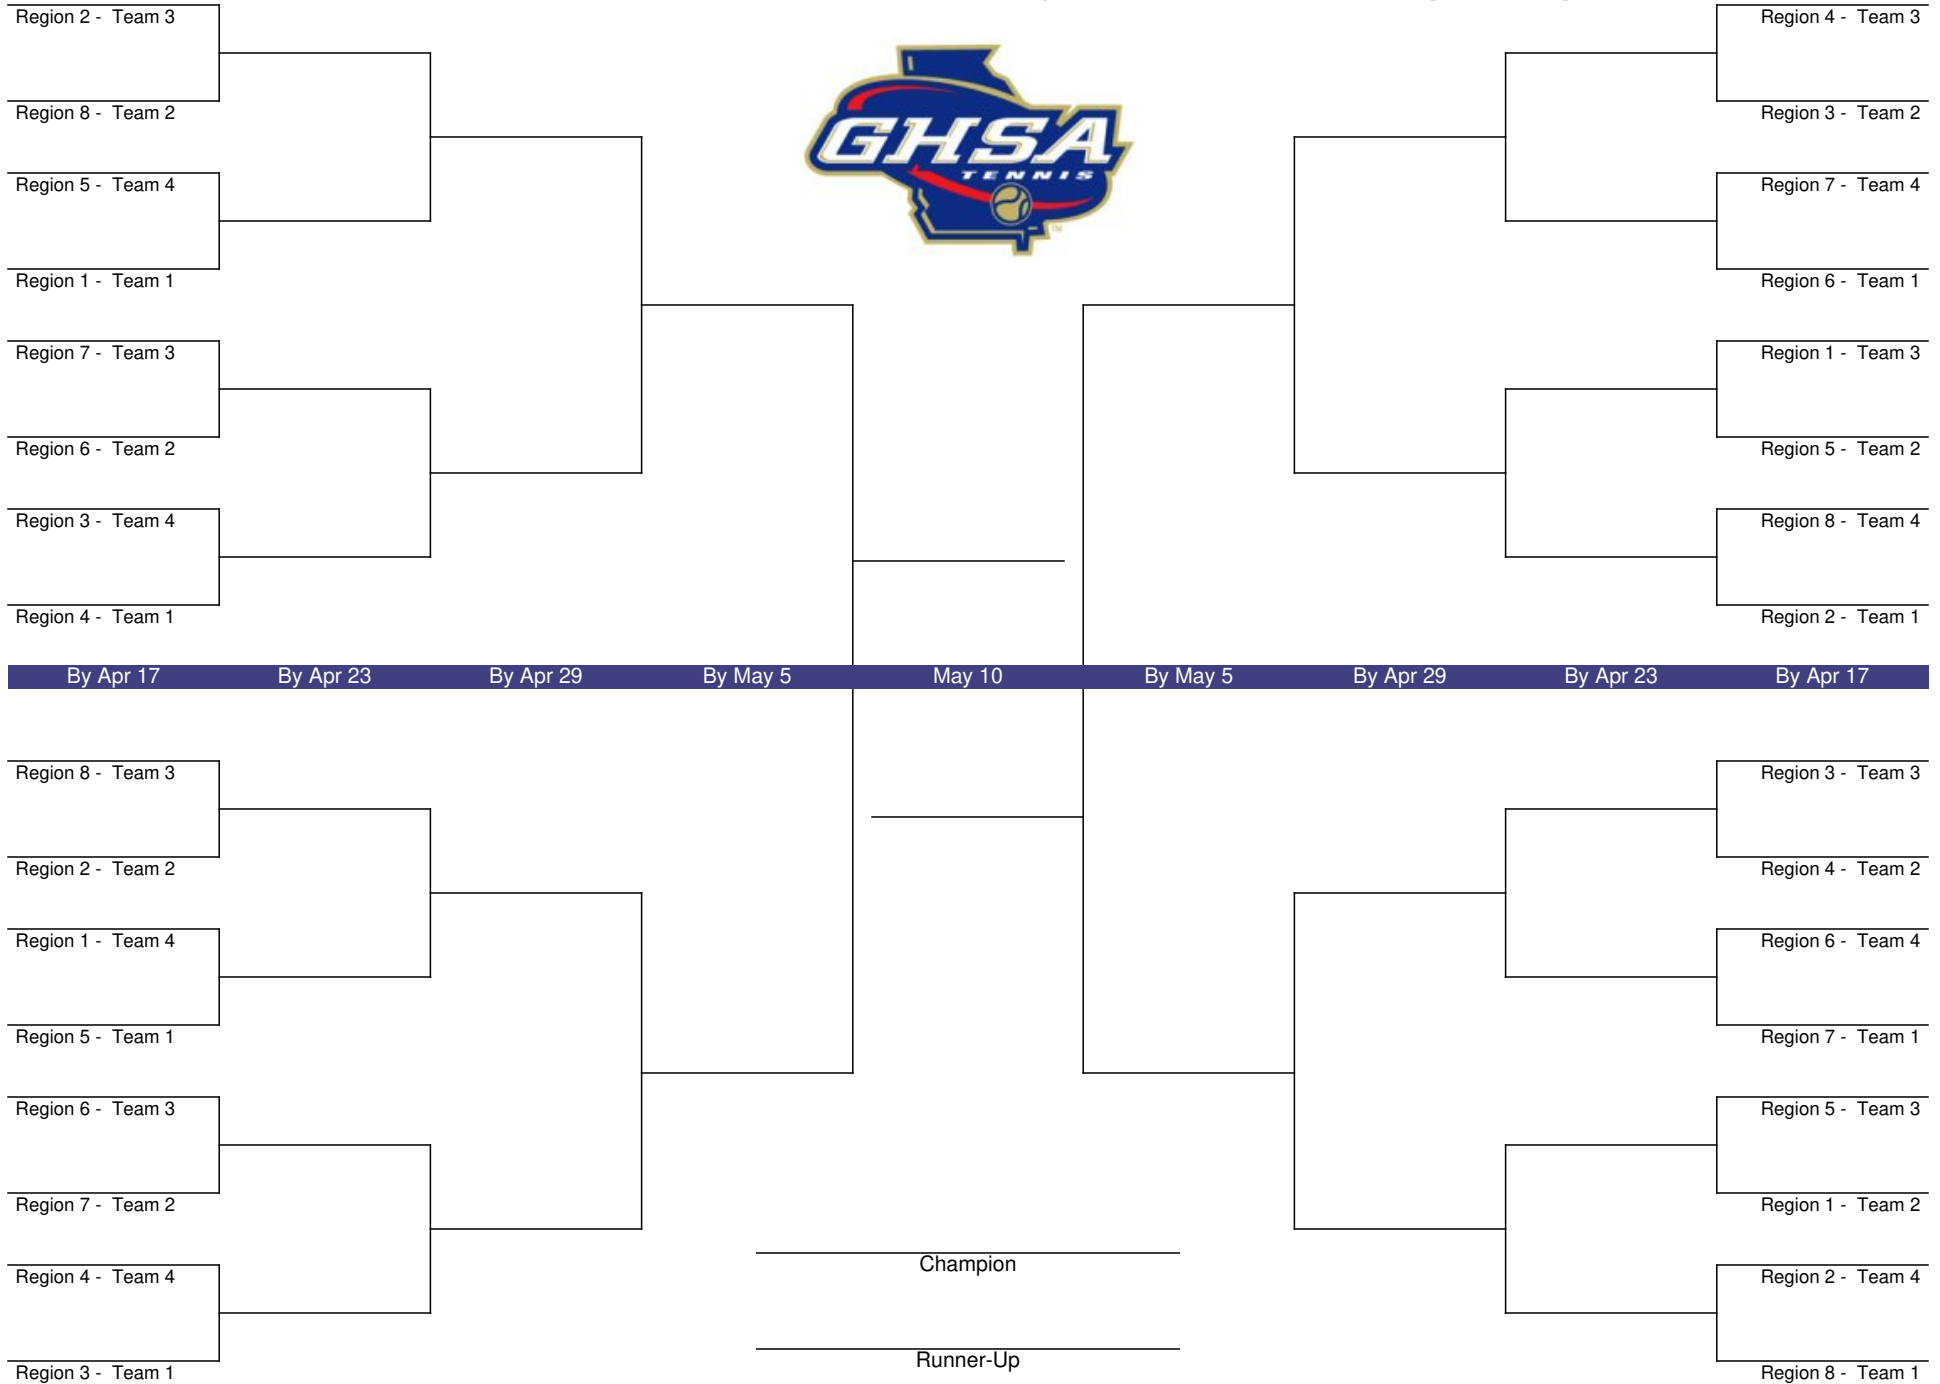 Region 2 - Team 3
Region 4 - Team 3
GHSA
TENNIS
TM
Region 8 - Team 2
Region 3 - Team 2
Region 5 - Team 4
Region 7 - Team 4
Region 1 - Team 1
Region 6 - Team 1
Region 7 - Team 3
Region 1 - Team 3
Region 6 - Team 2
Region 5 - Team 2
Region 3 - Team 4
Region 8 - Team 4
Region 4 - Team 1
Region 2 - Team 1
By Apr 17 By Apr 23 By Apr 29 By May 5 May 10 By May 5 By Apr 29 By Apr 23 By Apr 17
Region 8 - Team 3
Region 3 - Team 3
Region 2 - Team 2
Region 4 - Team 2
Region 1 - Team 4
Region 6 - Team 4
Region 5 - Team 1
Region 7 - Team 1
Region 6 - Team 3
Region 5 - Team 3
Region 7 - Team 2
Region 1 - Team 2
Champion
Region 4 - Team 4
Region 2 - Team 4
Runner-Up
Region 3 - Team 1
Region 8 - Team 1